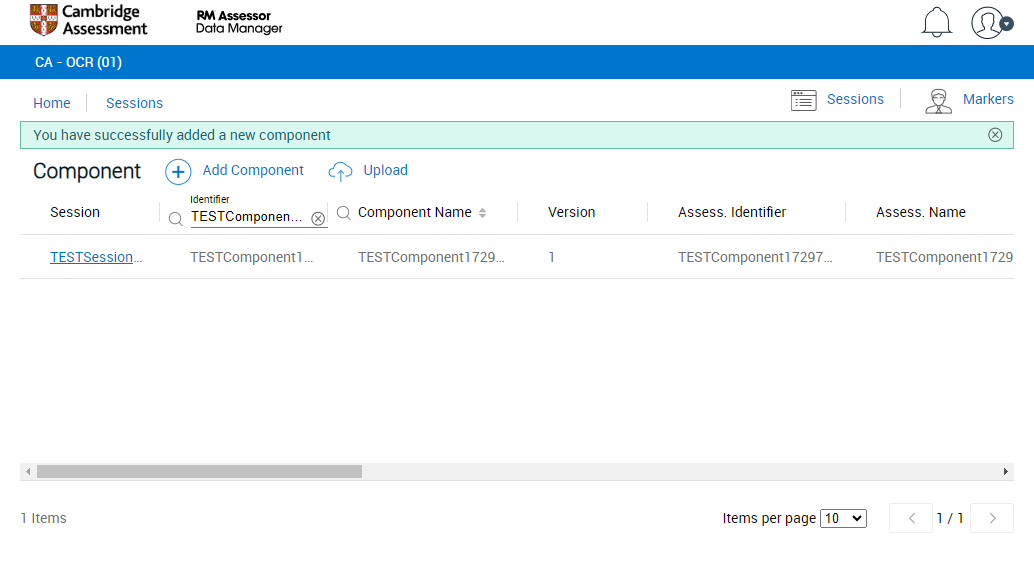 Cambridge Assessment
RM Assessor
Data Manager
CA - OCR (01)
Home
Sessions
Sessions
Markers
You have successfully added a new component
Component
Add Component
Upload
Session
Identifier
TESTComponen...
Component Name
Version
Assess. Identifier
Assess. Name
TESTSession...
TESTComponent1...
TESTComponent1729...
1
TESTComponent17297...
TESTComponent1729
1 Items
Items per page
10
1 / 1